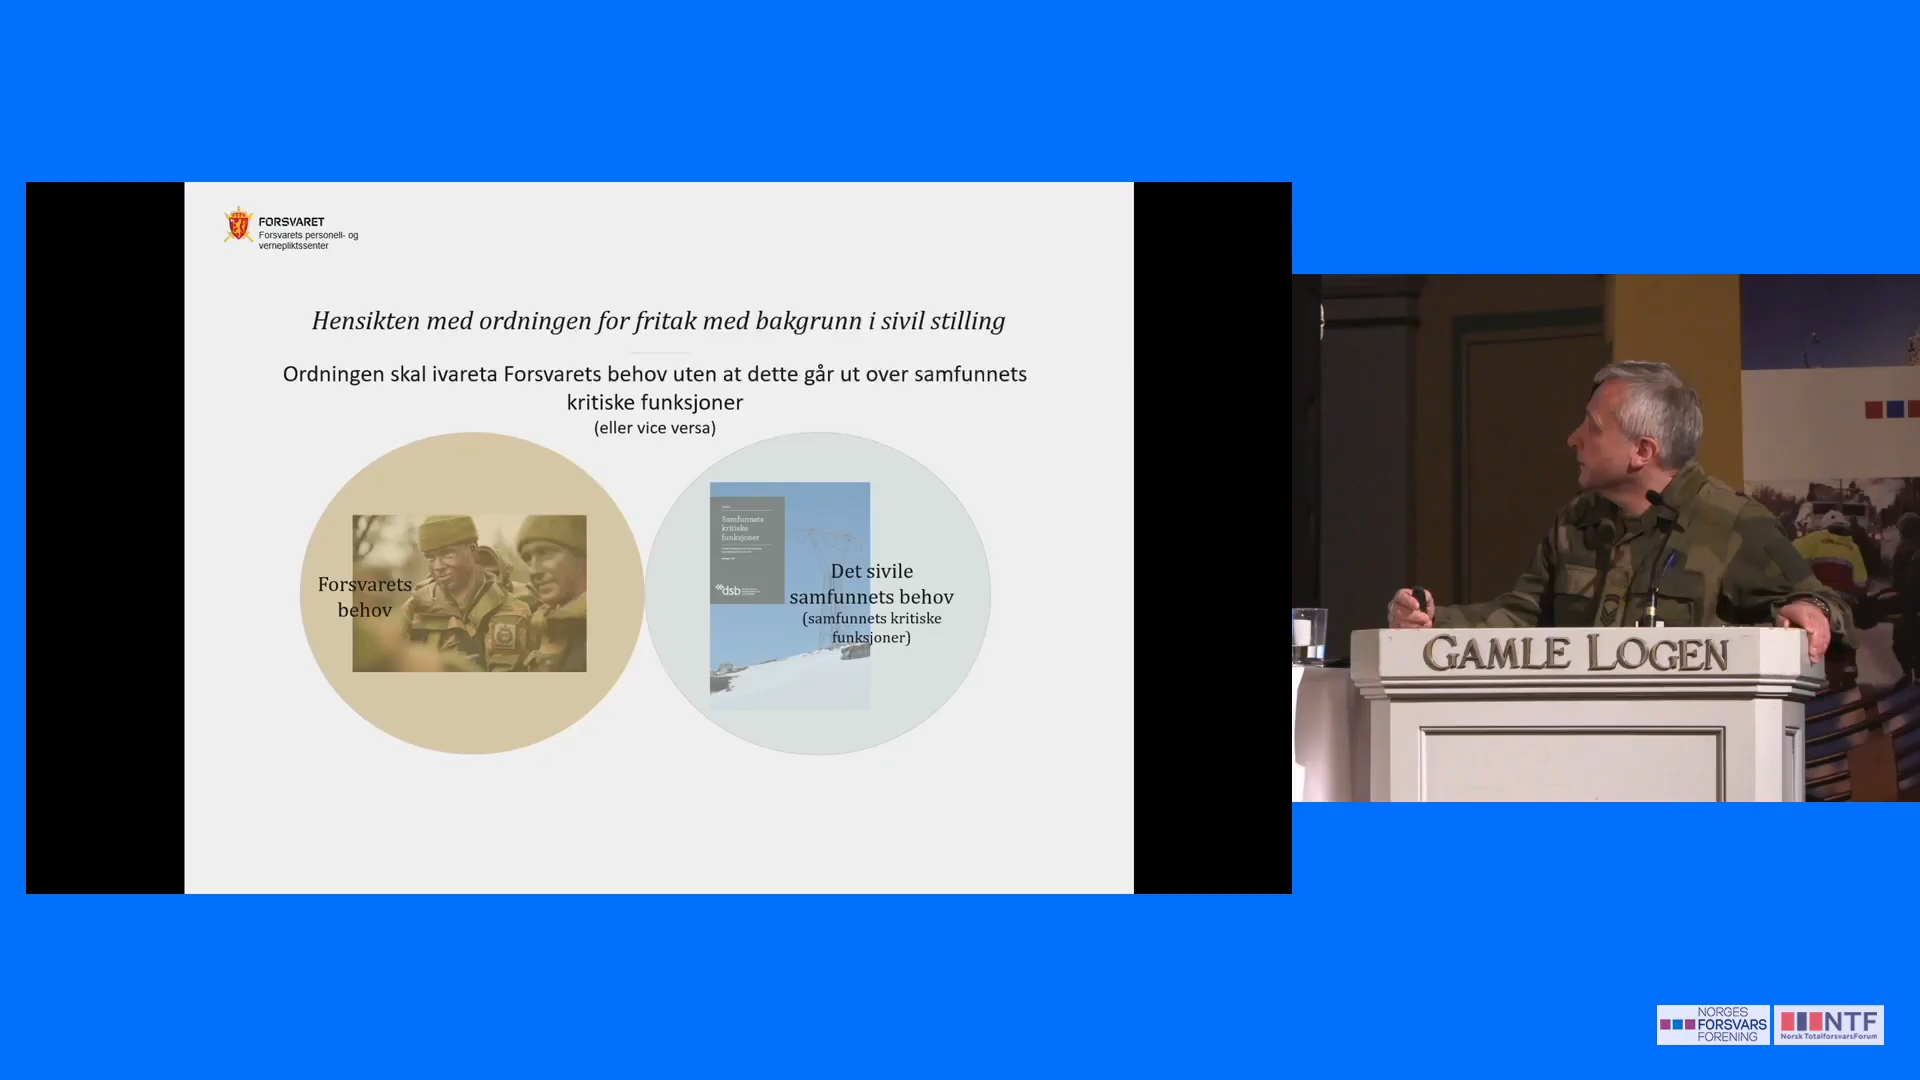 FORSVARET
Forsvarets personell- og
vernepliktssenter
Hensikten med ordningen for fritak med bakgrunn i sivil stilling
Ordningen skal ivareta Forsvarets behov uten at dette går ut over samfunnets
kritiske funksjoner
(eller vice versa)
Forsvarets
behov
Samfunnets
kritiske
funksjoner
dsb
Det sivile
samfunnets behov
(samfunnets kritiske
funksjoner)
GAMLE LOGEN
NORGES
FORSVARS
FORENING
NTF
Norsk TotalforsvarsForum